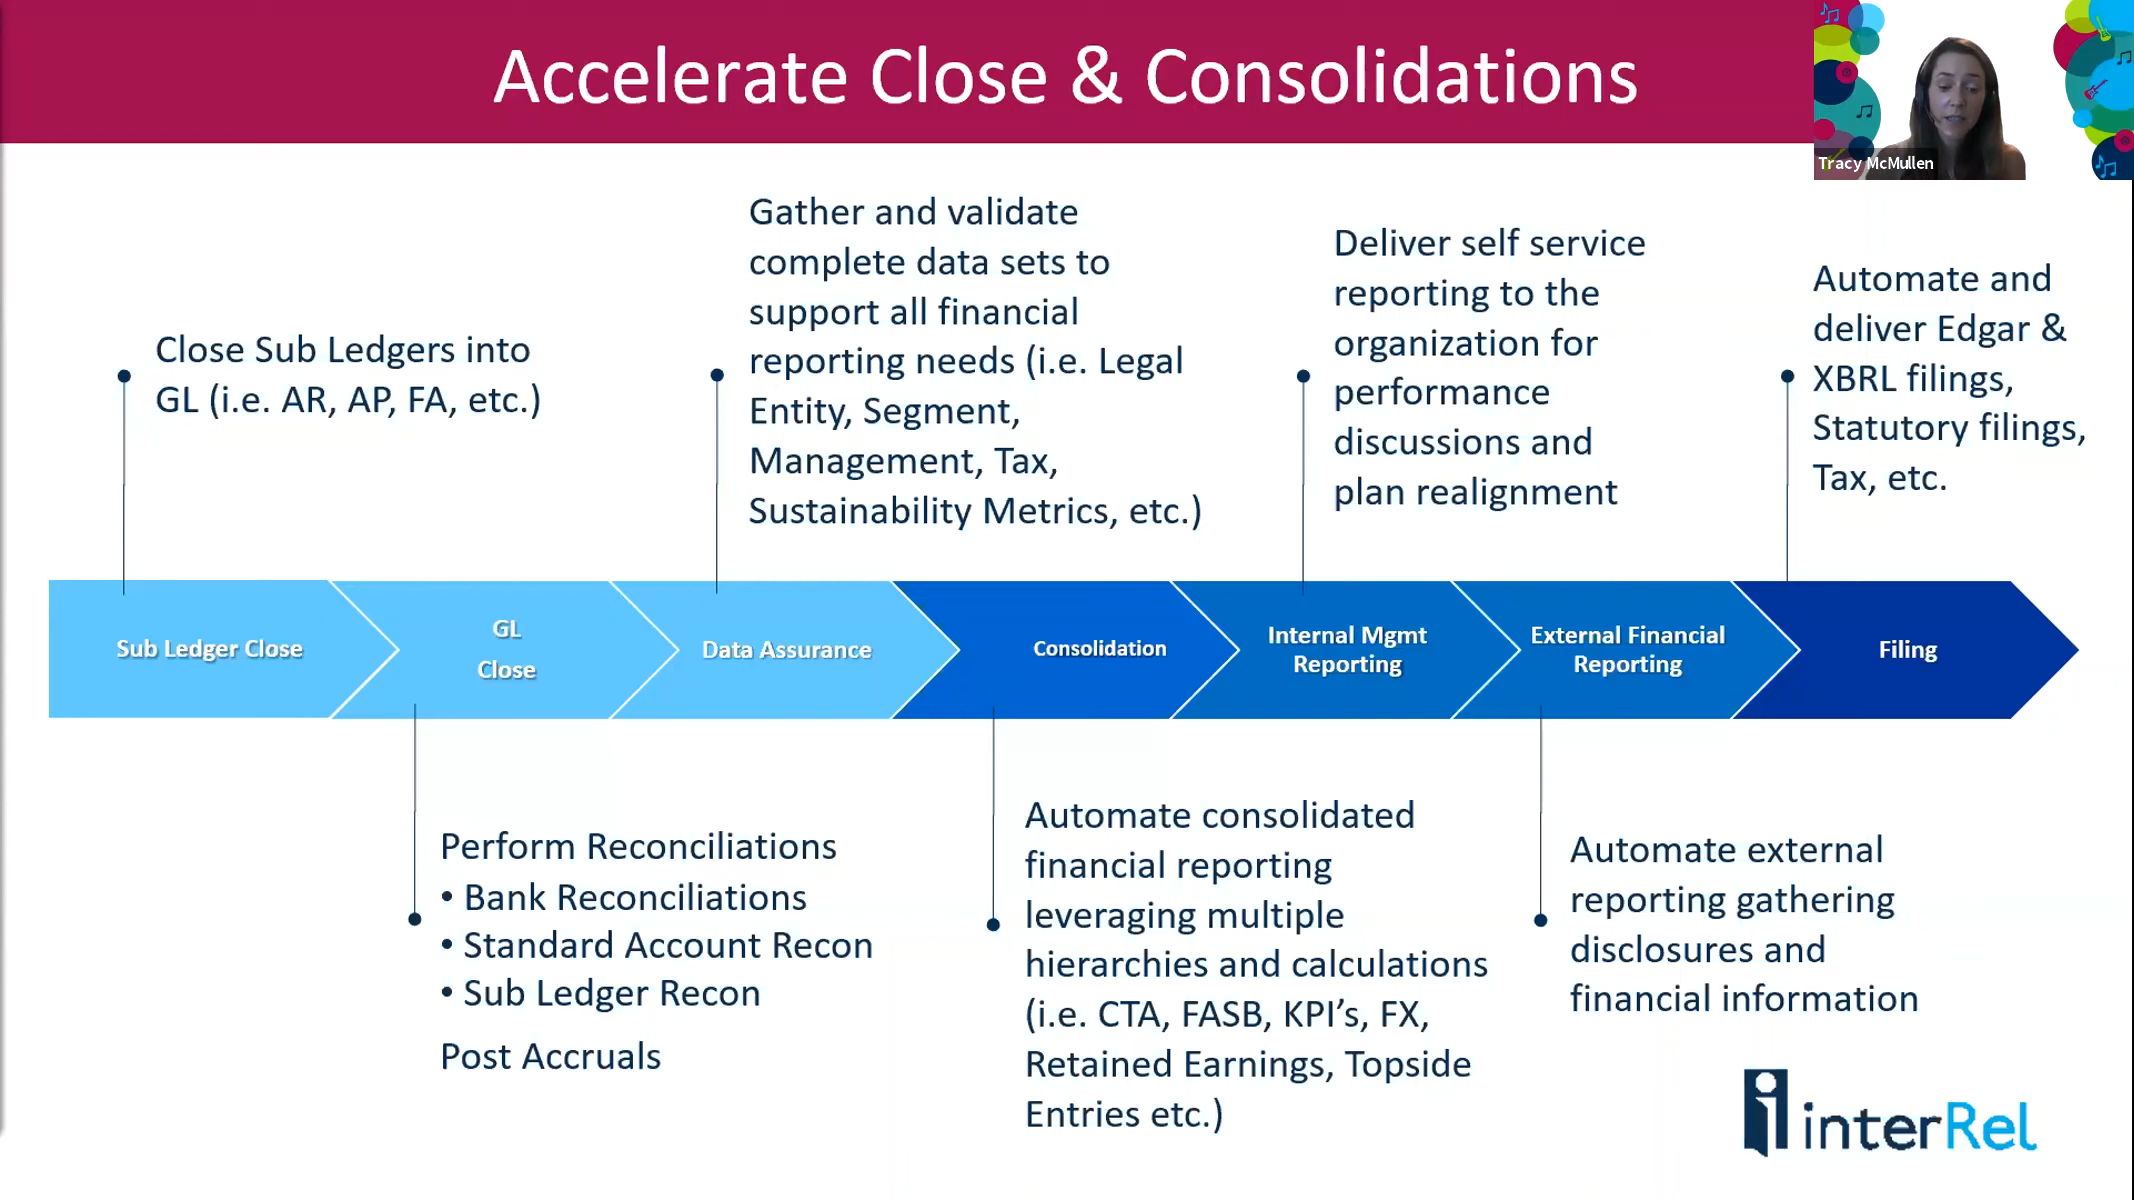 Accelerate Close & Consolidations
Tracy McMullen
Close Sub Ledgers into
GL (i.e. AR, AP, FA, etc.)
Gather and validate
complete data sets to
support all financial
reporting needs (i.e. Legal
Entity, Segment,
Management, Tax,
Sustainability Metrics, etc.)
Deliver self service
reporting to the
organization for
performance
discussions and
plan realignment
Automate and
deliver Edgar &
XBRL filings,
Statutory filings,
Tax, etc.
Sub Ledger Close
GL
Close
Data Assurance
Consolidation
Internal Mgmt
Reporting
External Financial
Reporting
Filing
Perform Reconciliations
• Bank Reconciliations
• Standard Account Recon
• Sub Ledger Recon
Post Accruals
Automate consolidated
financial reporting
leveraging multiple
hierarchies and calculations
(i.e. CTA, FASB, KPI’s, FX,
Retained Earnings, Topside
Entries etc.)
Automate external
reporting gathering
disclosures and
financial information
interRel